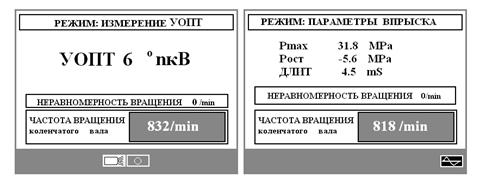 РЕЖИМ: ИЗМЕРЕНИЕ УОПТ
УОПТ 6 ° пкВ
НЕРАВНОМЕРНОСТЬ ВРАЩЕНИЯ 0 /min
ЧАСТОТА ВРАЩЕНИЯ
коленчатого вала
832/min
РЕЖИМ: ПАРАМЕТРЫ ВПРЫСКА
Pmax 31.8 MPa
Рост -5.6 MPa
ДЛИТ 4.5 mS
НЕРАВНОМЕРНОСТЬ ВРАЩЕНИЯ 0/min
ЧАСТОТА ВРАЩЕНИЯ
коленчатого вала
818 /min